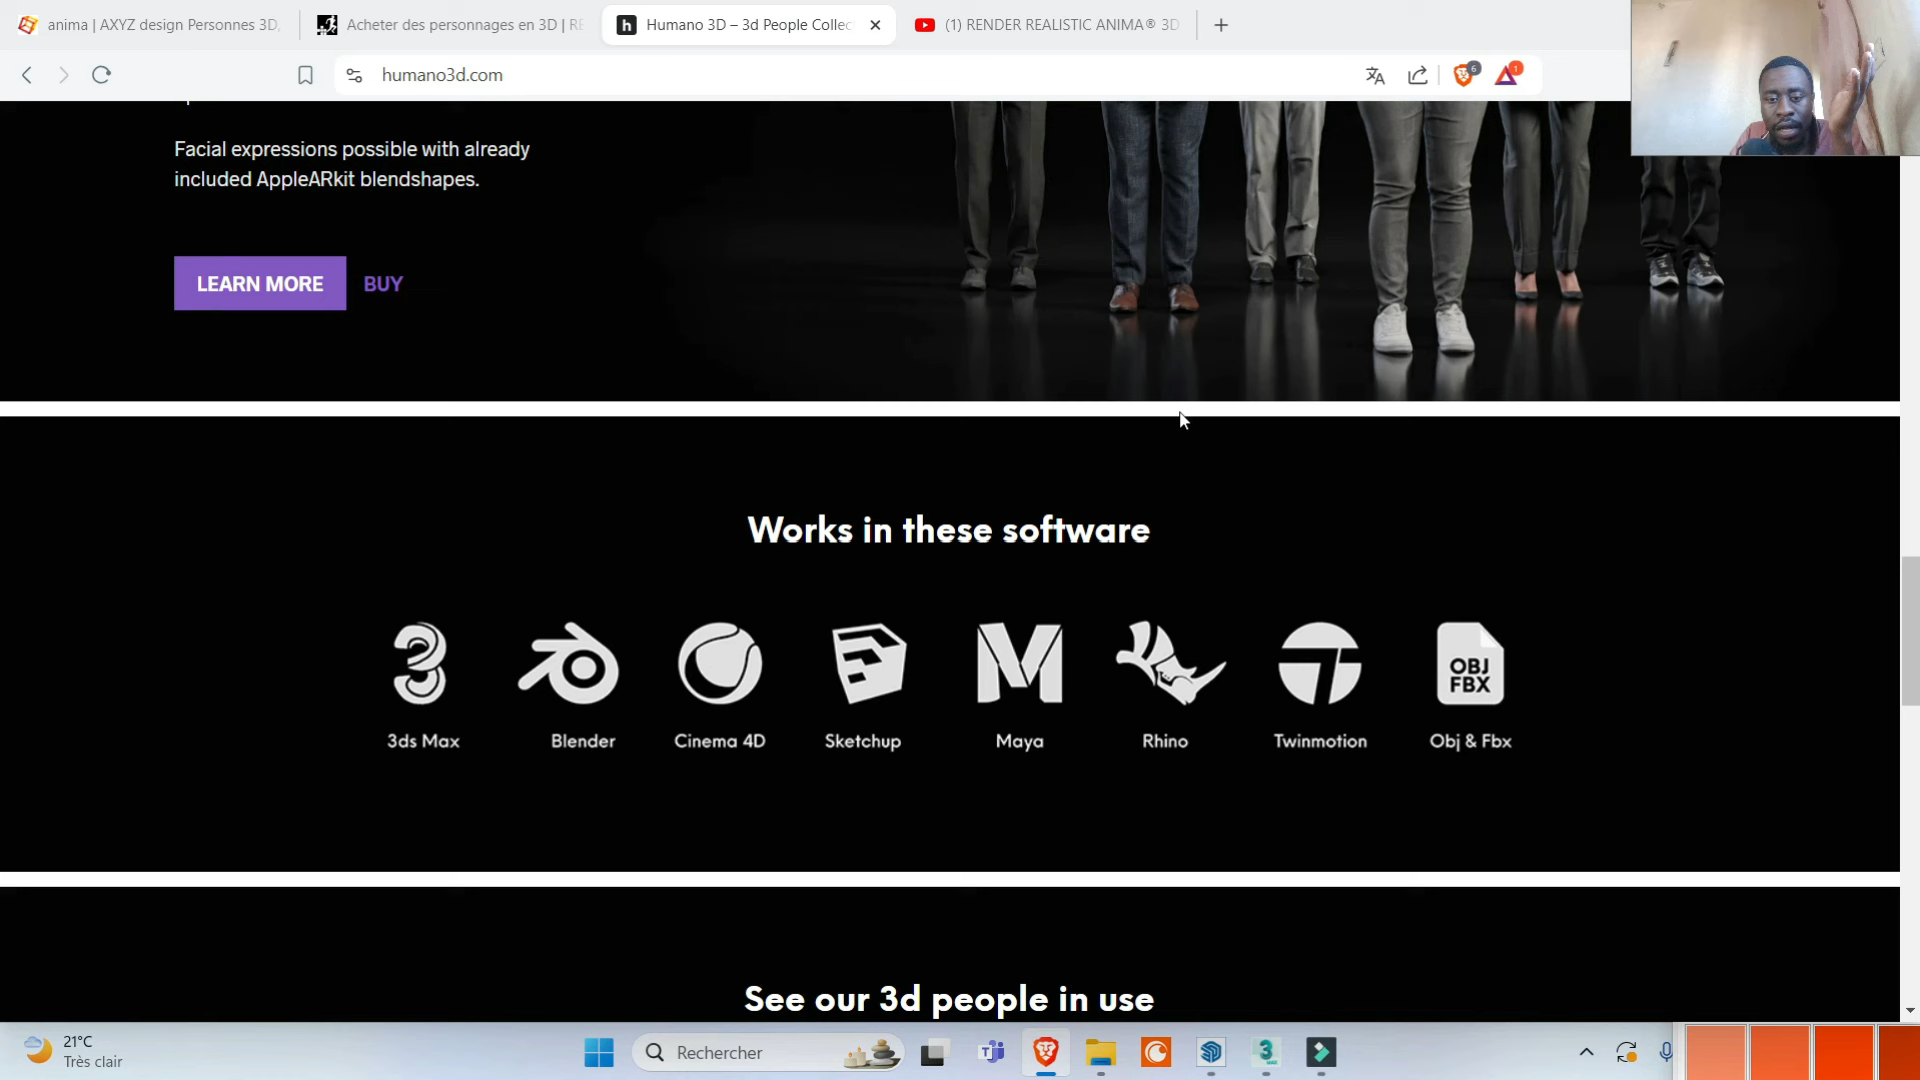 anima | AXYZ design Personnes 3D,
Acheter des personnages en 3D | RE
Humano 3D – 3d People Collec
(1) RENDER REALISTIC ANIMA® 3D
humano3d.com
6
1
Facial expressions possible with already
included AppleARkit blendshapes.
LEARN MORE
BUY
Works in these software
OBJ
FBX
3ds Max
Blender
Cinema 4D
Sketchup
Maya
Rhino
Twinmotion
Obj & Fbx
See our 3d people in use
21°C
Très clair
Rechercher